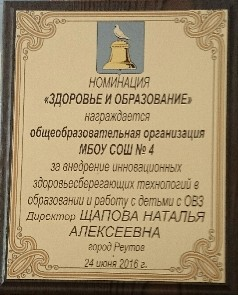 НОМИНАЦИЯ
«ЗДОРОВЬЕ И ОБРАЗОВАНИЕ»
награждается
общеобразовательная организация
МБОУ СОШ № 4
за внедрение инновационных
здоровьесберегающих технологий в
образовании и работу с детьми с ОВЗ
Директор ЩАПОВА НАТАЛЬЯ
АЛЕКСЕЕВНА
город Реутов
24 июня 2016 г.